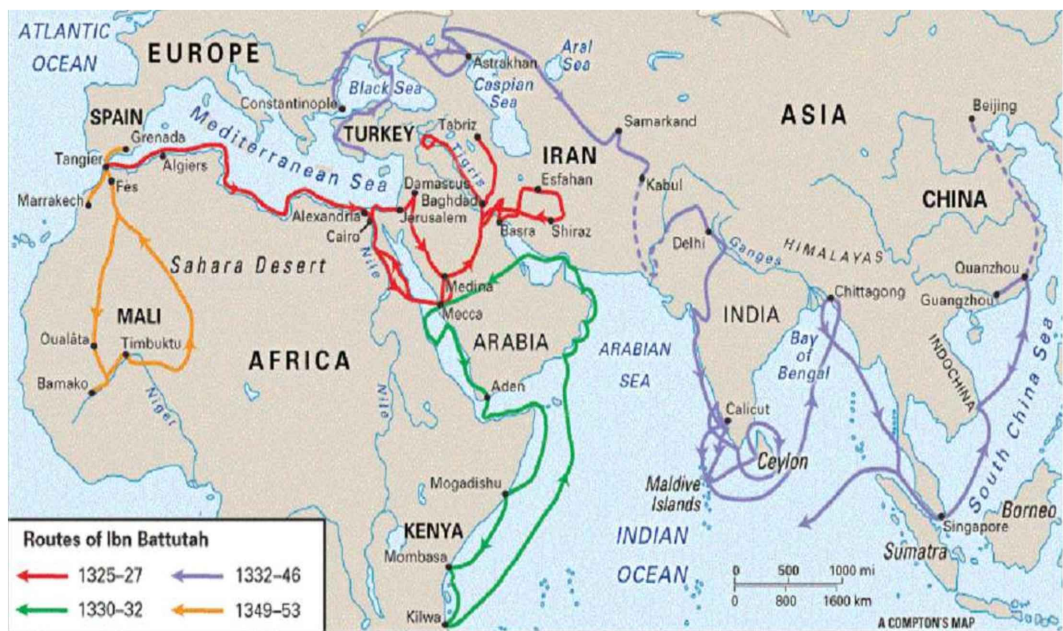 ATLANTIC
OCEAN
EUROPE
Aral
Sea
Astrakhan
Black Sea
Caspian
Sea
ASIA
Constantinople
Beijing
SPAIN
Grenada
Mediterranean Sea
TURKEY
Tabriz
Samarkand
Tangier
Algiers
Tigris
IRAN
Fes
Esfahan
Marrakech
Damascus
Baghdad
Kabul
CHINA
Alexandria
Jerusalem
Cairo
Basra
Shiraz
Delhi
Ganges
HIMALAYAS
Sahara Desert
Nile
Medina
Quanzhou
Guangzhou
Mecca
Chittagong
MALI
INDIA
Oualâta
Timbuktu
AFRICA
ARABIA
ARABIAN
SEA
Bay
of
Bengal
INDOCHINA
Bamako
Niger
Nile
Aden
Calicut
South China Sea
Ceylon
Maldive
Islands
Mogadishu
Borneo
KENYA
Singapore
Sumatra
INDIAN
OCEAN
Mombasa
Kilwa
Routes of Ibn Battutah
1325–27
1332–46
1330–32
1349–53
0 500 1000 mi
0 800 1600 km
A COMPTON'S MAP